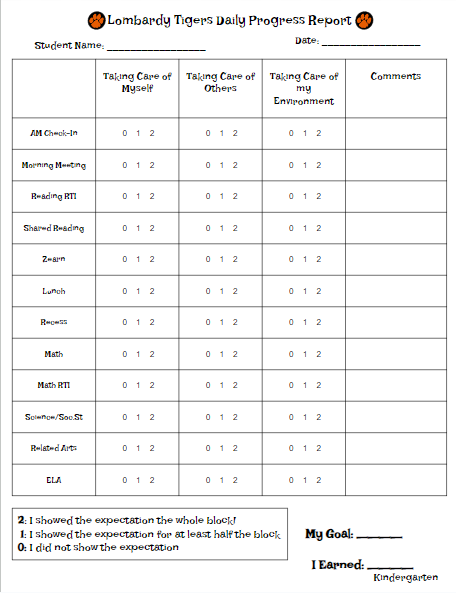 Lombardy Tigers Daily Progress Report
Student Name: __________________
Date: __________________
Taking Care of Myself
Taking Care of Others
Taking Care of my Environment
Comments
AM Check-In 0 1 2 0 1 2 0 1 2
Morning Meeting 0 1 2 0 1 2 0 1 2
Reading RTI 0 1 2 0 1 2 0 1 2
Shared Reading 0 1 2 0 1 2 0 1 2
Zearn 0 1 2 0 1 2 0 1 2
Lunch 0 1 2 0 1 2 0 1 2
Recess 0 1 2 0 1 2 0 1 2
Math 0 1 2 0 1 2 0 1 2
Math RTI 0 1 2 0 1 2 0 1 2
Science/Soc.St 0 1 2 0 1 2 0 1 2
Related Arts 0 1 2 0 1 2 0 1 2
ELA 0 1 2 0 1 2 0 1 2
2: I showed the expectation the whole block!
1: I showed the expectation for at least half the block
0: I did not show the expectation
My Goal: ______
I Earned: ______
Kindergarten